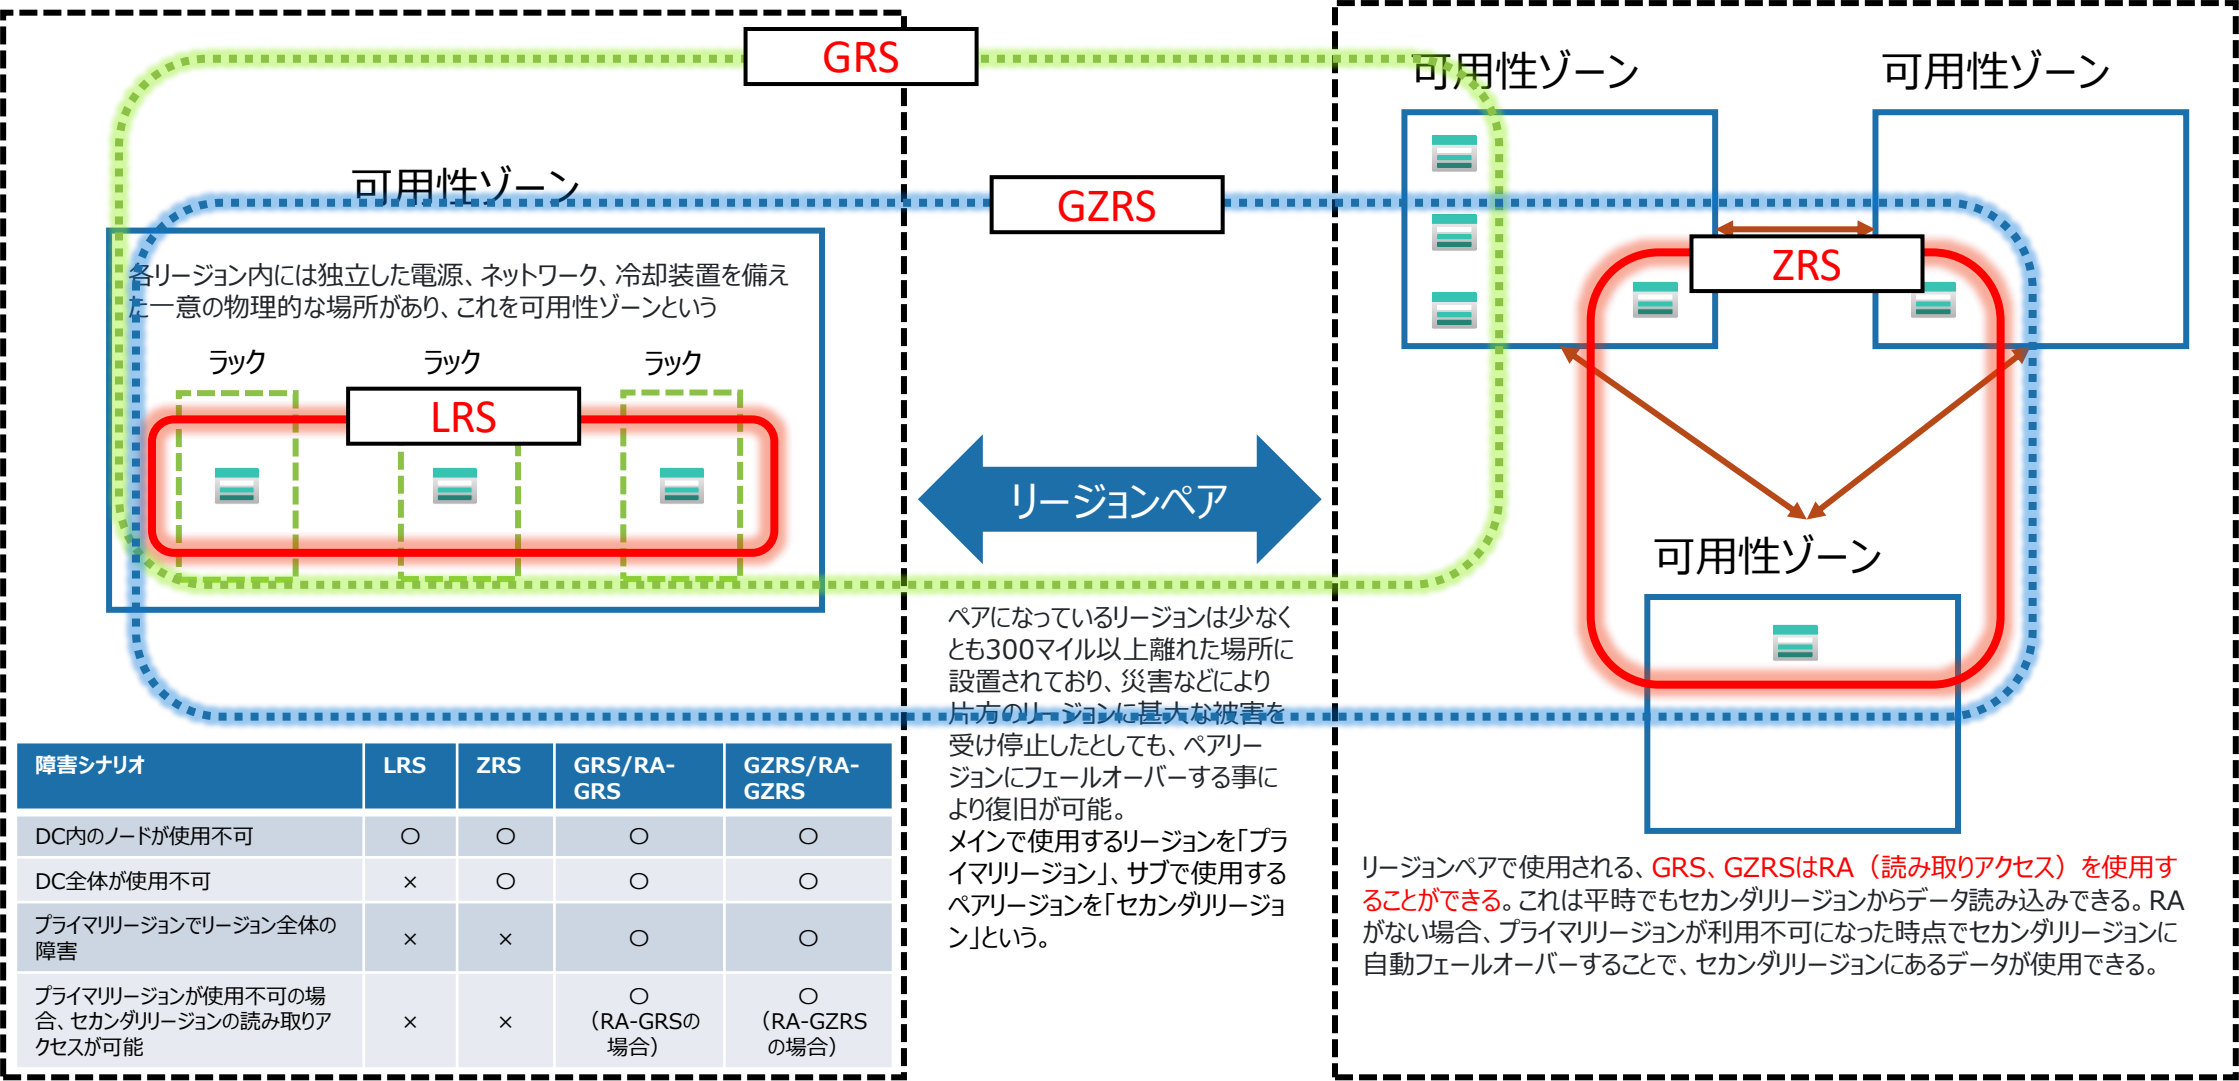 GRS
可用性ゾーン
可用性ゾーン
可用性ゾーン
GZRS
ZRS
各リージョン内には独立した電源、ネットワーク、冷却装置を備え
た一意の物理的な場所があり、これを可用性ゾーンという
ラック
ラック
ラック
LRS
リージョンペア
可用性ゾーン
ペアになっているリージョンは少なく
とも300マイル以上離れた場所に
設置されており、災害などにより
片方のリージョンに甚大な被害を
受け停止したとしても、ペアリー
ジョンにフェールオーバーする事に
より復旧が可能。
メインで使用するリージョンを「プラ
イマリリージョン」、サブで使用する
ペアリージョンを「セカンダリリージョ
ン」という。
障害シナリオ LRS ZRS GRS/RA- GZRS/RA-
GRS GZRS
DC内のノードが使用不可 〇 〇 〇 〇
DC全体が使用不可 × 〇 〇 〇
プライマリリージョンでリージョン全体の
障害 × × 〇 〇
プライマリリージョンが使用不可の場 〇 〇
合、セカンダリリージョンの読み取りア × × （RA-GRSの （RA-GZRS
クセスが可能 場合） の場合）
リージョンペアで使用される、GRS、GZRSはRA（読み取りアクセス）を使用す
ることができる。これは平時でもセカンダリリージョンからデータ読み込みできる。RA
がない場合、プライマリリージョンが利用不可になった時点でセカンダリリージョンに
自動フェールオーバーすることで、セカンダリリージョンにあるデータが使用できる。